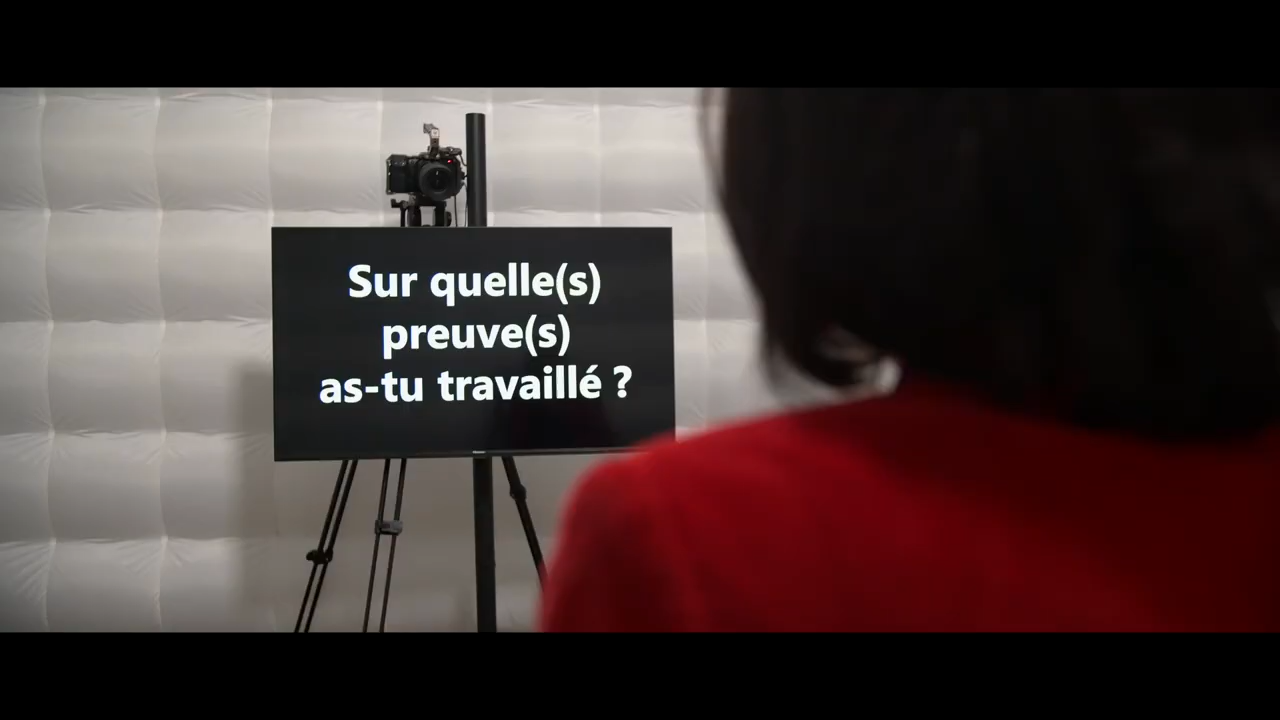 Sur quelle(s)
preuve(s)
as-tu travaillé ?